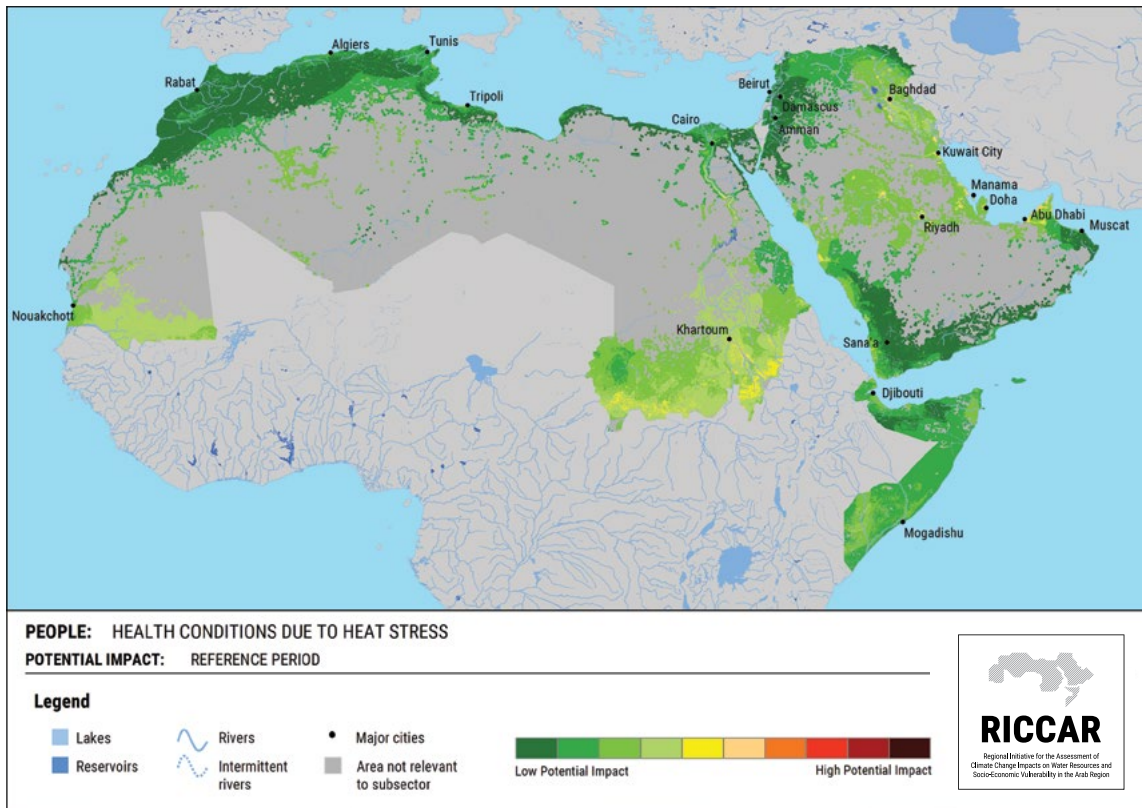 Algiers
Tunis
Rabat
Tripoli
Beirut
Baghdad
Damascus
Cairo
Amman
Kuwait City
Manama
Doha
Abu Dhabi
Riyadh
Muscat
Nouakchott
Khartoum
Sana'a
Djibouti
Mogadishu
PEOPLE: HEALTH CONDITIONS DUE TO HEAT STRESS
POTENTIAL IMPACT: REFERENCE PERIOD
Legend
Lakes
Rivers
Major cities
Reservoirs
Intermittent
rivers
Area not relevant
to subsector
Low Potential Impact
High Potential Impact
RICCAR
Regional Initiative for the Assessment of
Climate Change Impacts on Water Resources and
Socio-Economic Vulnerability in the Arab Region